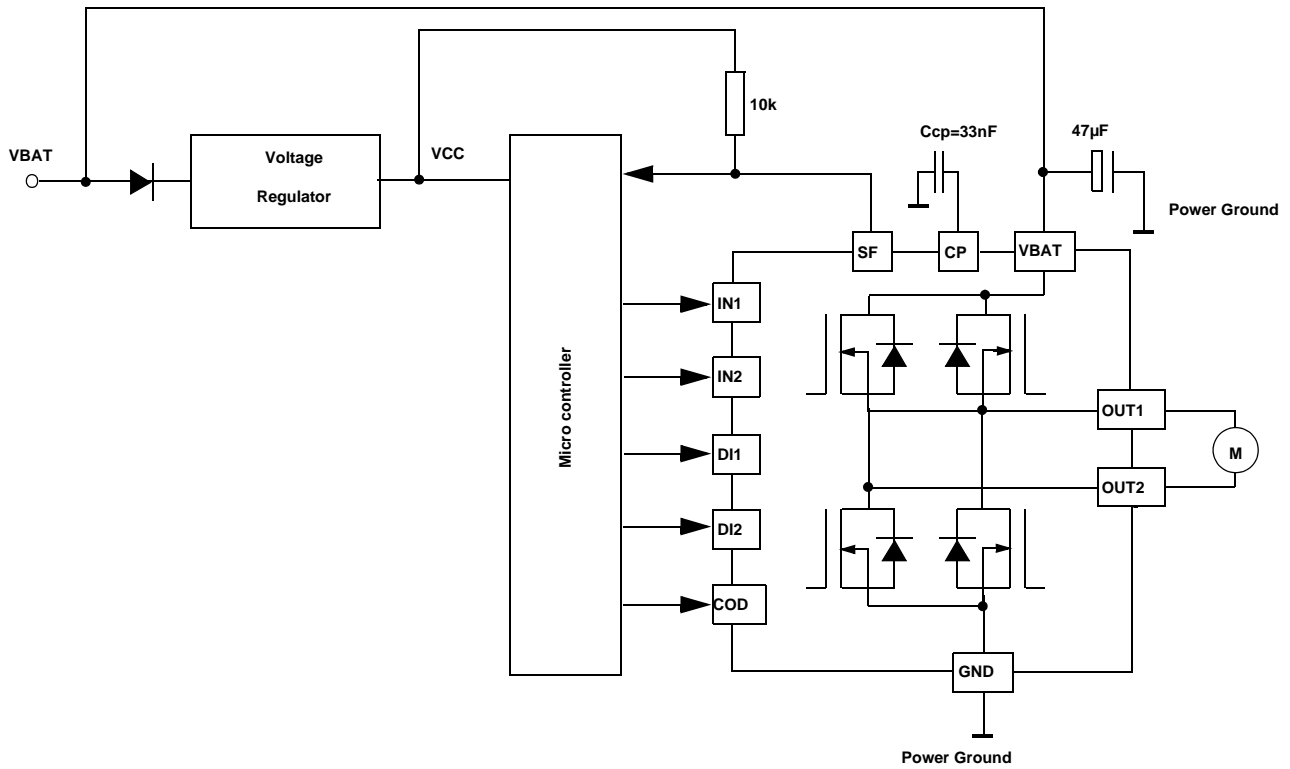 10k
Ccp=33nF
47µF
VBAT
Voltage
Regulator
VCC
Power Ground
SF
CP
VBAT
IN1
IN2
DI1
DI2
COD
Micro controller
OUT1
M
OUT2
GND
Power Ground